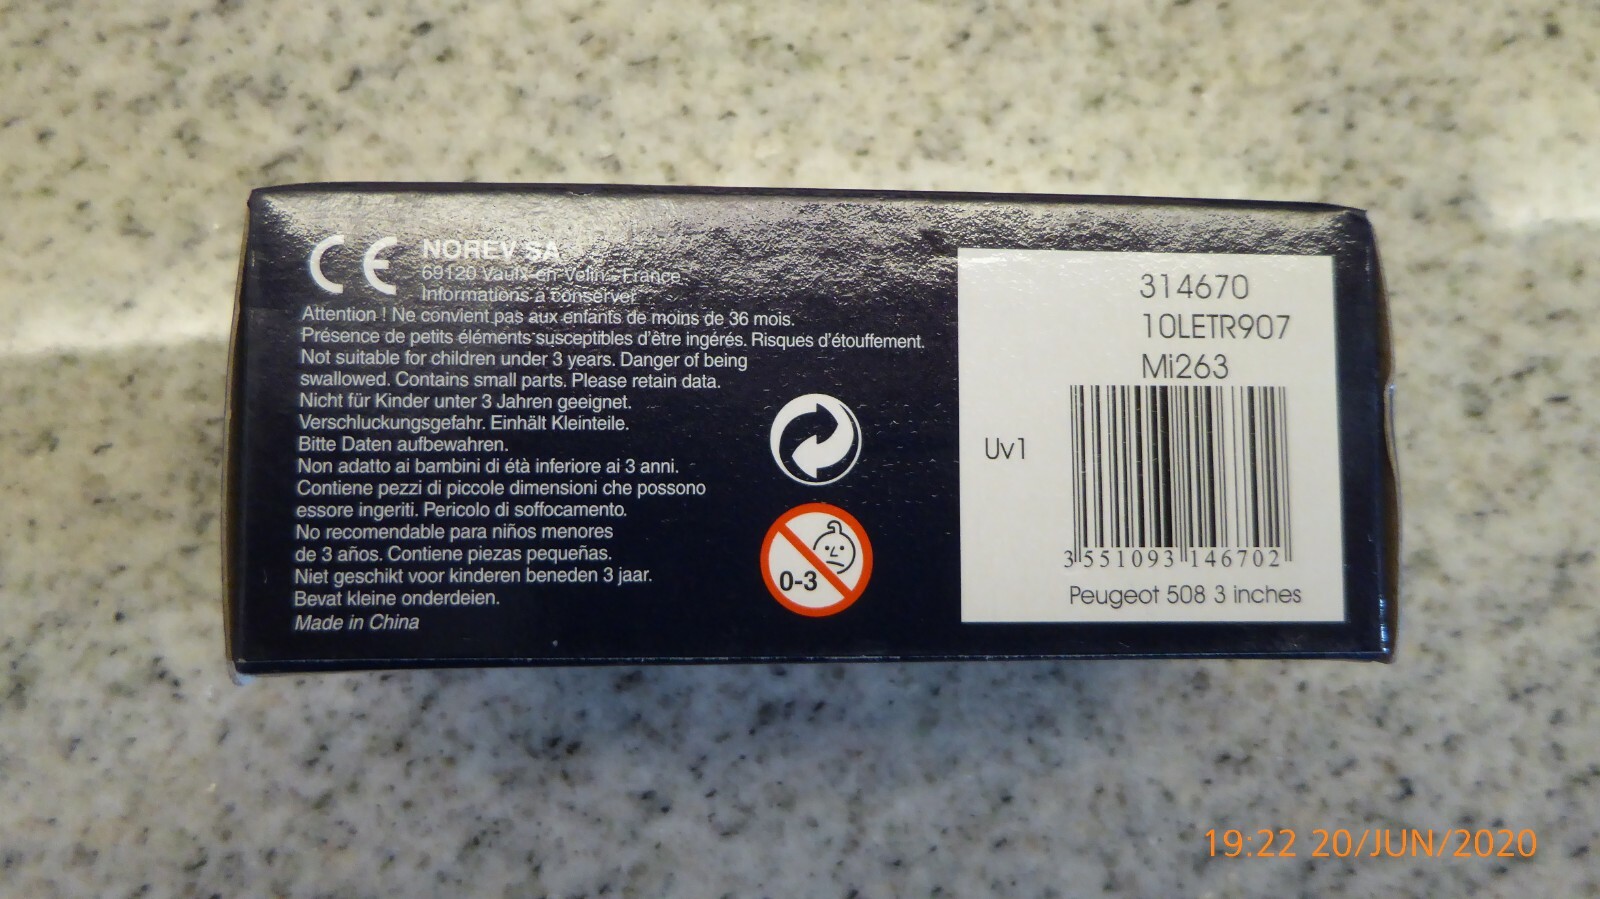 CE
NOREV SA
69120 Vaulx-en-Velin - France
Informations à conserver
Attention ! Ne convient pas aux enfants de moins de 36 mois.
Présence de petits éléments susceptibles d'être ingérés. Risques d'étouffement.
Not suitable for children under 3 years. Danger of being
swallowed. Contains small parts. Please retain data.
Nicht für Kinder unter 3 Jahren geeignet.
Verschluckungsgefahr. Einhält Kleinteile.
Bitte Daten aufbewahren.
Non adatto ai bambini di étà inferiore ai 3 anni.
Contiene pezzi di piccole dimensioni che possono
essore ingeriti. Pericolo di soffocamento.
No recomendable para niños menores
de 3 años. Contiene piezas pequeñas.
Niet geschikt voor kinderen beneden 3 jaar.
Bevat kleine onderdeien.
Made in China
0-3
314670
10LETR907
Mi263
Uv1
3 551093 146702
Peugeot 508 3 inches
19:22 20/JUN/2020